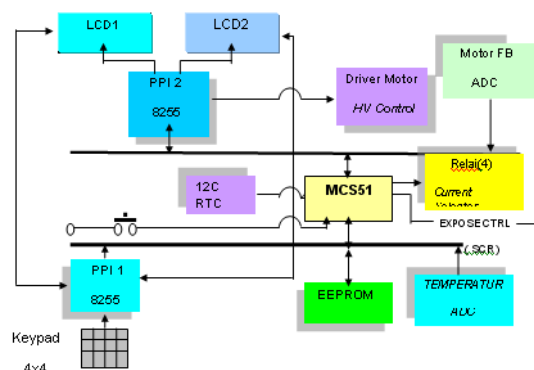 LCD1
LCD2
PPI 2
8255
Driver Motor
HV Control
Motor FB
ADC
12C
RTC
MCS51
Relai(4)
Current
EXPOSECTRL
(.SCR)
PPI 1
8255
EEPROM
TEMPERATUR
ADC
Keypad
4x4